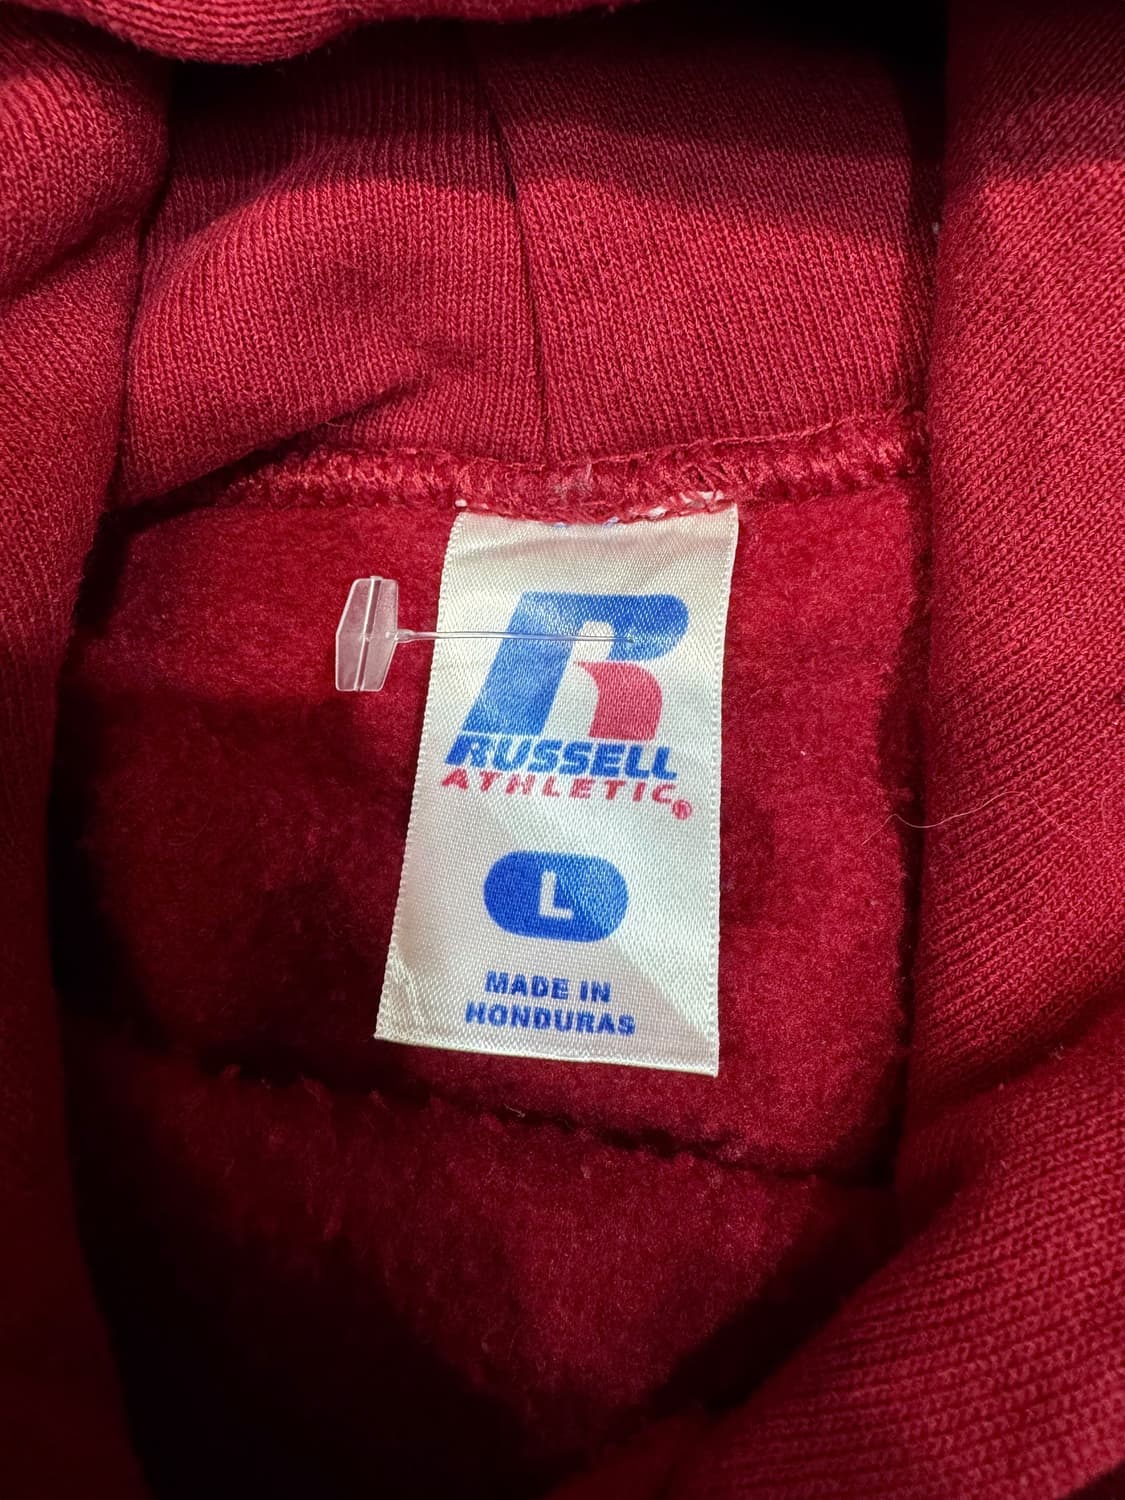 R
RUSSELL
ATHLETIC®
L
MADE IN
HONDURAS